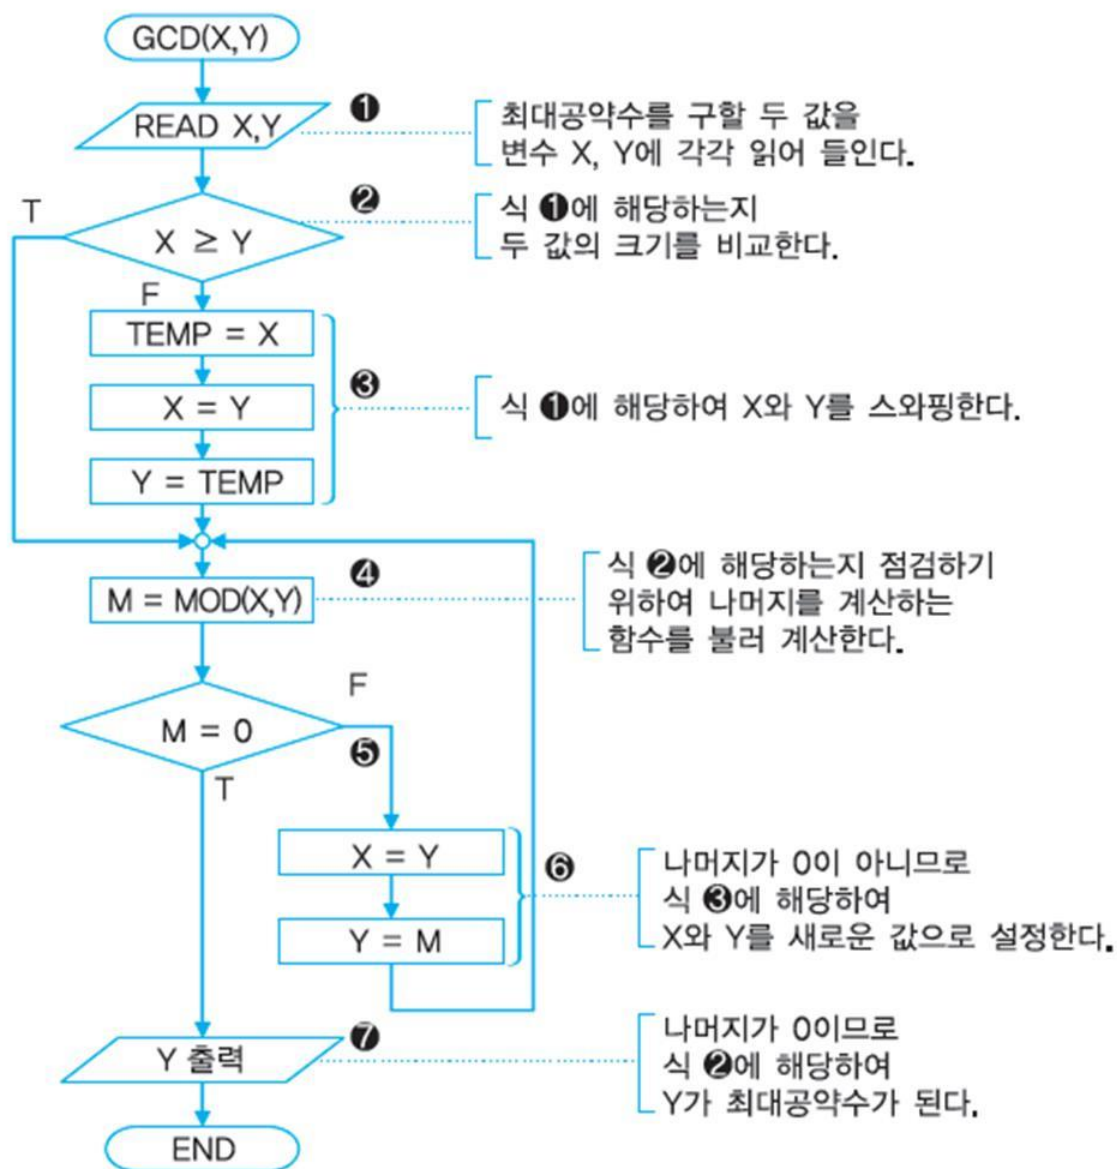 GCD(X,Y)
READ X,Y
❶
최대공약수를 구할 두 값을
변수 X, Y에 각각 읽어 들인다.
T
X ≥ Y
❷
식 ❶에 해당하는지
두 값의 크기를 비교한다.
F
TEMP = X
X = Y
Y = TEMP
❸
식 ❶에 해당하여 X와 Y를 스와핑한다.
M = MOD(X,Y)
❹
식 ❷에 해당하는지 점검하기
위하여 나머지를 계산하는
함수를 불러 계산한다.
M = 0
F
❺
T
X = Y
Y = M
❻
나머지가 0이 아니므로
식 ❸에 해당하여
X와 Y를 새로운 값으로 설정한다.
Y 출력
❼
나머지가 0이므로
식 ❷에 해당하여
Y가 최대공약수가 된다.
END